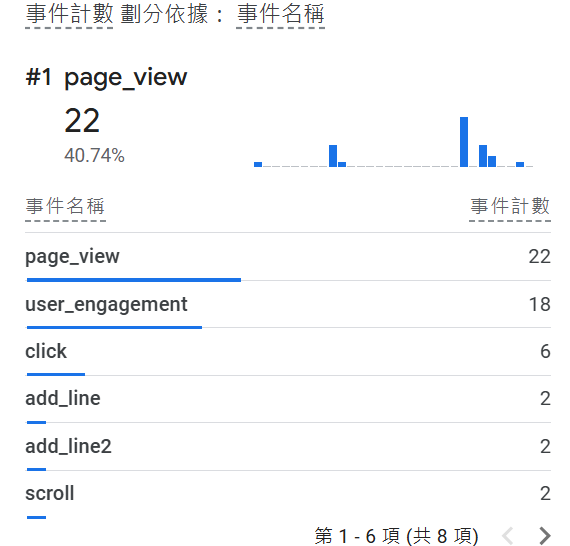 事件計數 劃分依據： 事件名稱
#1 page_view
22
40.74%
事件名稱 事件計數
page_view 22
user_engagement 18
click 6
add_line 2
add_line2 2
scroll 2
第 1 - 6 項 (共 8 項)